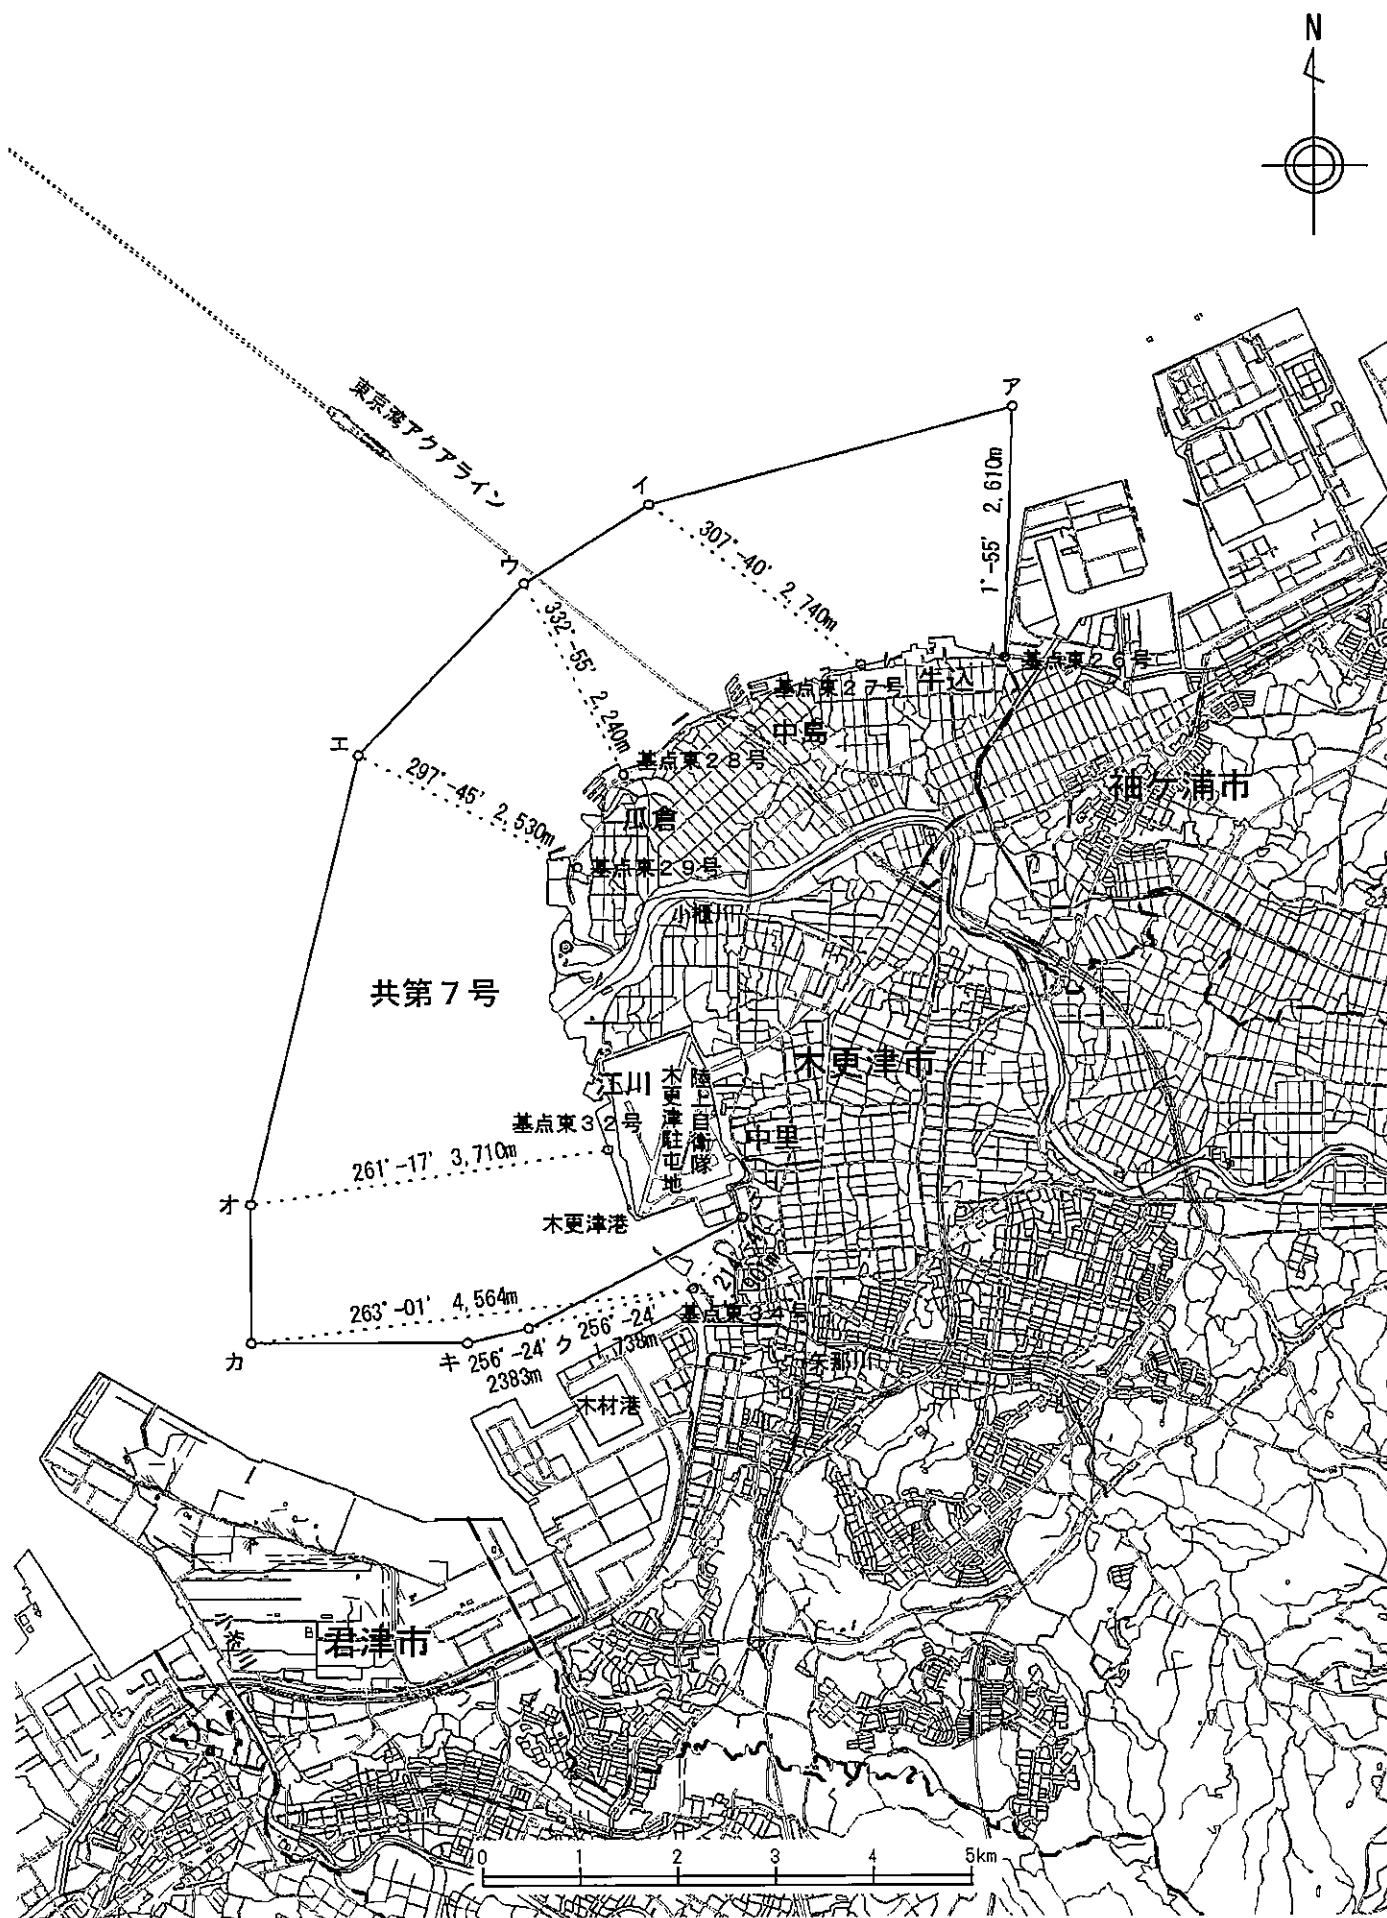 N
東京湾アクアライン
ア
イ
1°-55′ 2,610m
307°-40′ 2,740m
ウ
332°-55′ 2,240m
基点東26号
牛込
基点東27号
中島
エ
基点東28号
袖ケ浦市
297°-45′ 2,530m
瓜倉
基点東29号
小櫃川
共第7号
木更津市
江川
陸上自衛隊
木更津駐屯地
基点東32号
中里
261°-17′ 3,710m
オ
木更津港
901m
263°-01′ 4,564m
基点東34号
カ
キ
256°-24′
2383m
ク
256°-24′
1,738m
矢那川
木材港
君津市
0 1 2 3 4 5km